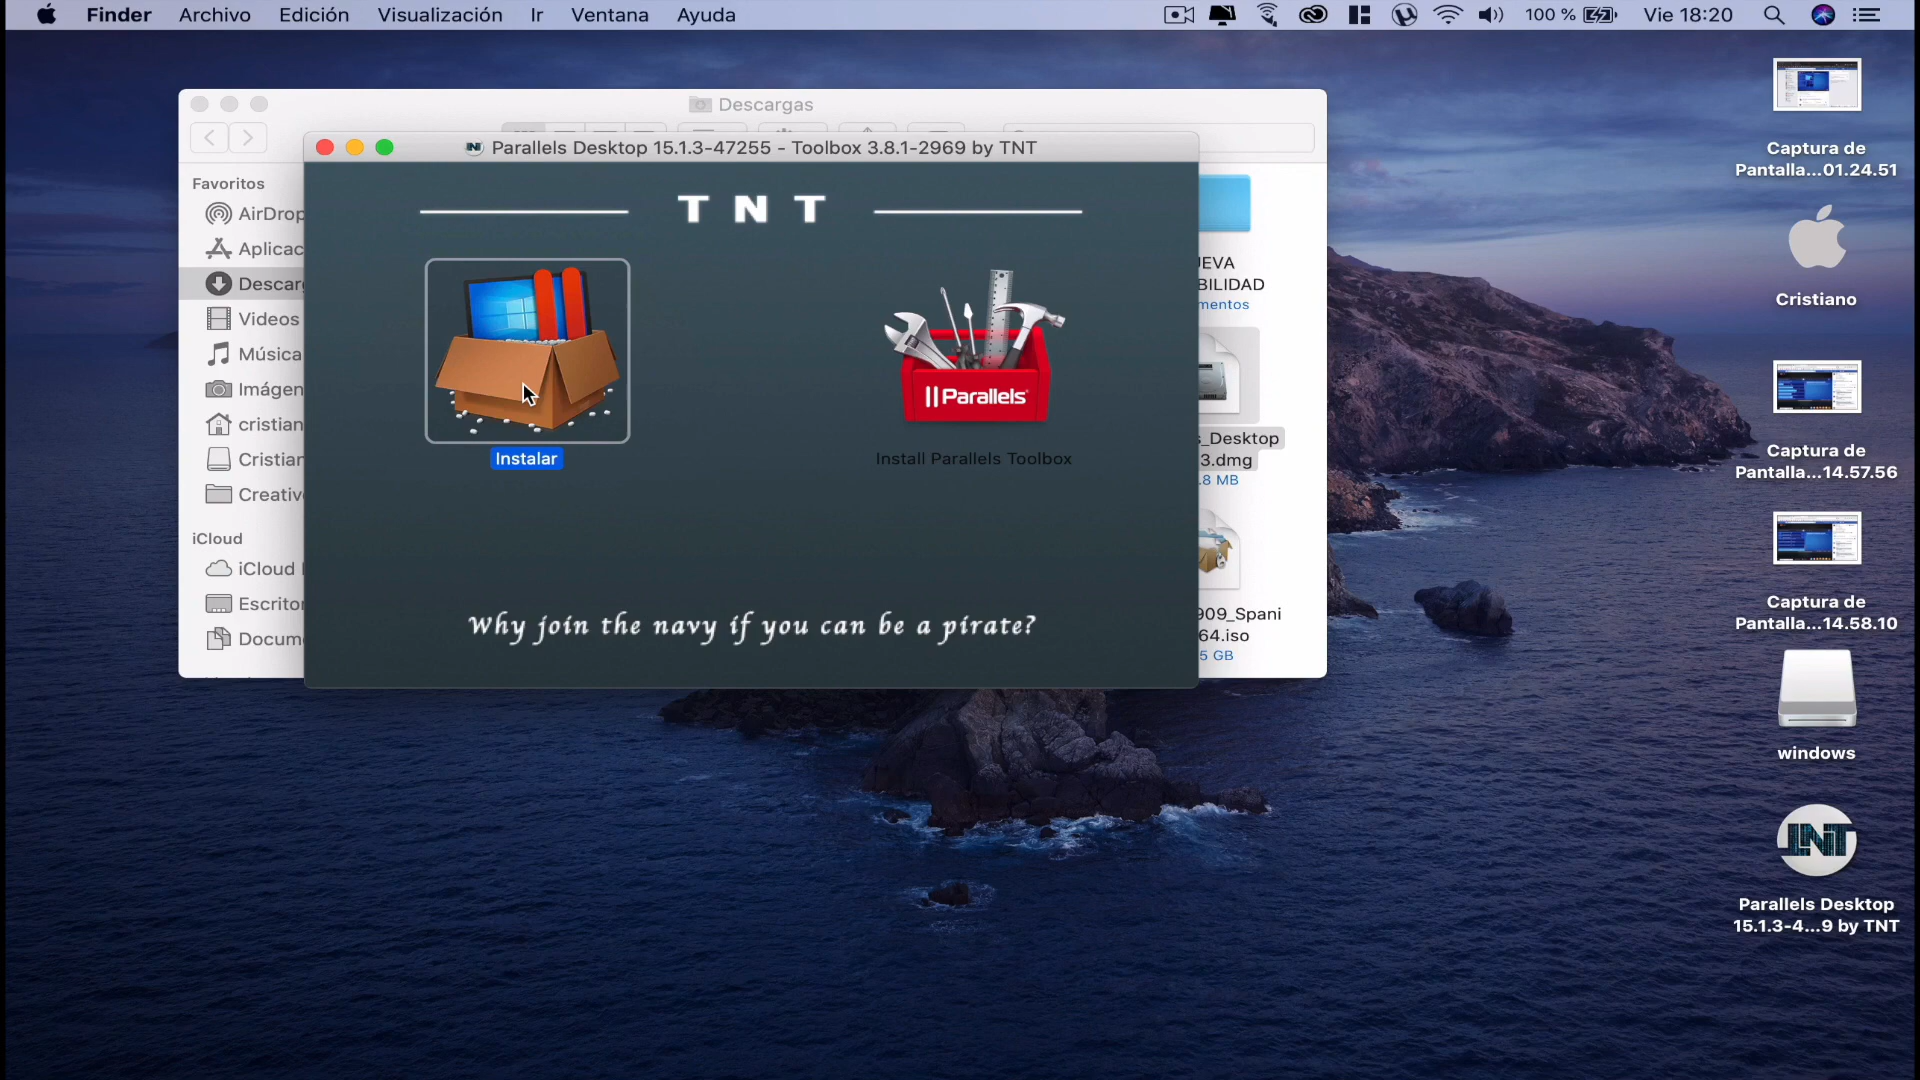 Finder Archivo Edición Visualización Ir Ventana Ayuda 100 % Vie 18:20
Descargas
Parallels Desktop 15.1.3-47255 - Toolbox 3.8.1-2969 by TNT
Favoritos
AirDrop
Aplicac
Descar
Videos
Música
Imágen
cristian
Cristian
Creativ
iCloud
iCloud
Escritor
Docum
TNT
Instalar
Parallels
Install Parallels Toolbox
Why join the navy if you can be a pirate?
EVA
BILIDAD
mentos
s_Desktop
3.dmg
.8 MB
909_Spani
64.iso
5 GB
Captura de
Pantalla...01.24.51
Cristiano
Captura de
Pantalla...14.57.56
Captura de
Pantalla...14.58.10
windows
TNT
Parallels Desktop
15.1.3-4...9 by TNT